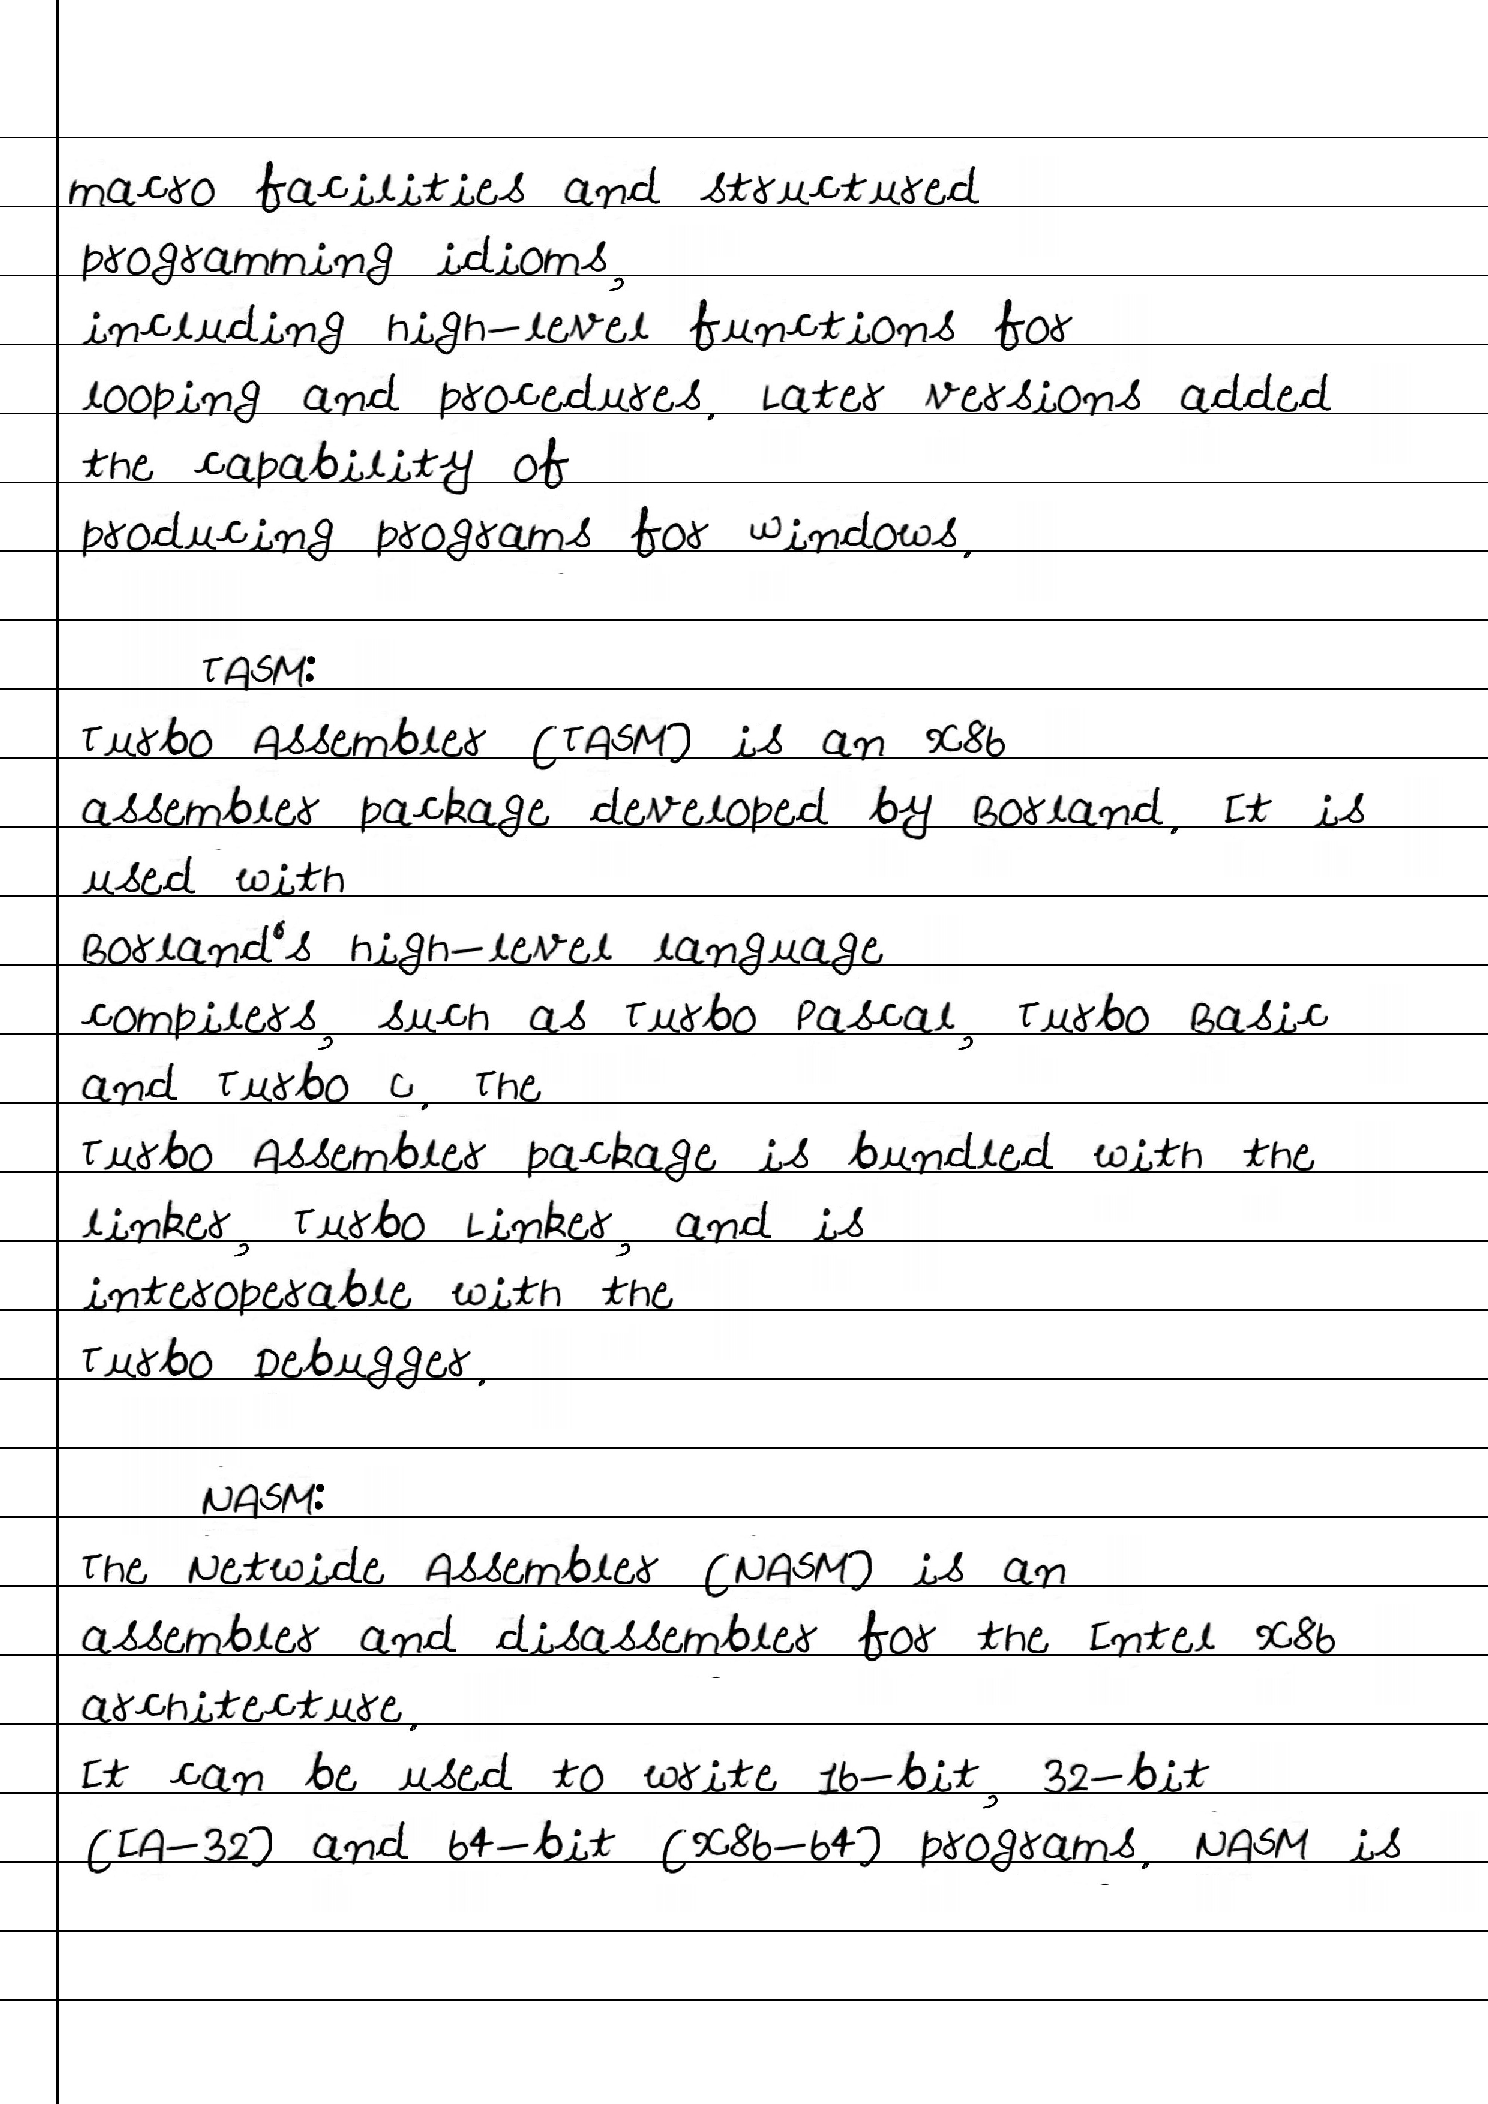 macro facilities and structured
programming idioms,
including high-level functions for
looping and procedures. Later versions added
the capability of
producing programs for windows.
TASM:
Turbo Assembler (TASM) is an x86
assembler package developed by Borland. It is
used with
Borland's high-level language
compilers, such as Turbo Pascal, Turbo Basic
and Turbo C. The
Turbo Assembler package is bundled with the
linker, Turbo Linker, and is
interoperable with the
Turbo Debugger.
NASM:
The Netwide Assembler (NASM) is an
assembler and disassembler for the Intel x86
architecture.
It can be used to write 16-bit, 32-bit
(IA-32) and 64-bit (x86-64) programs. NASM is